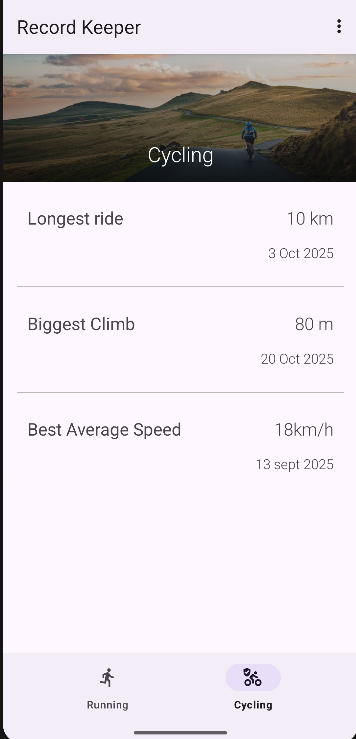 Record Keeper
Cycling
Longest ride 10 km
3 Oct 2025
Biggest Climb 80 m
20 Oct 2025
Best Average Speed 18km/h
13 sept 2025
Running Cycling